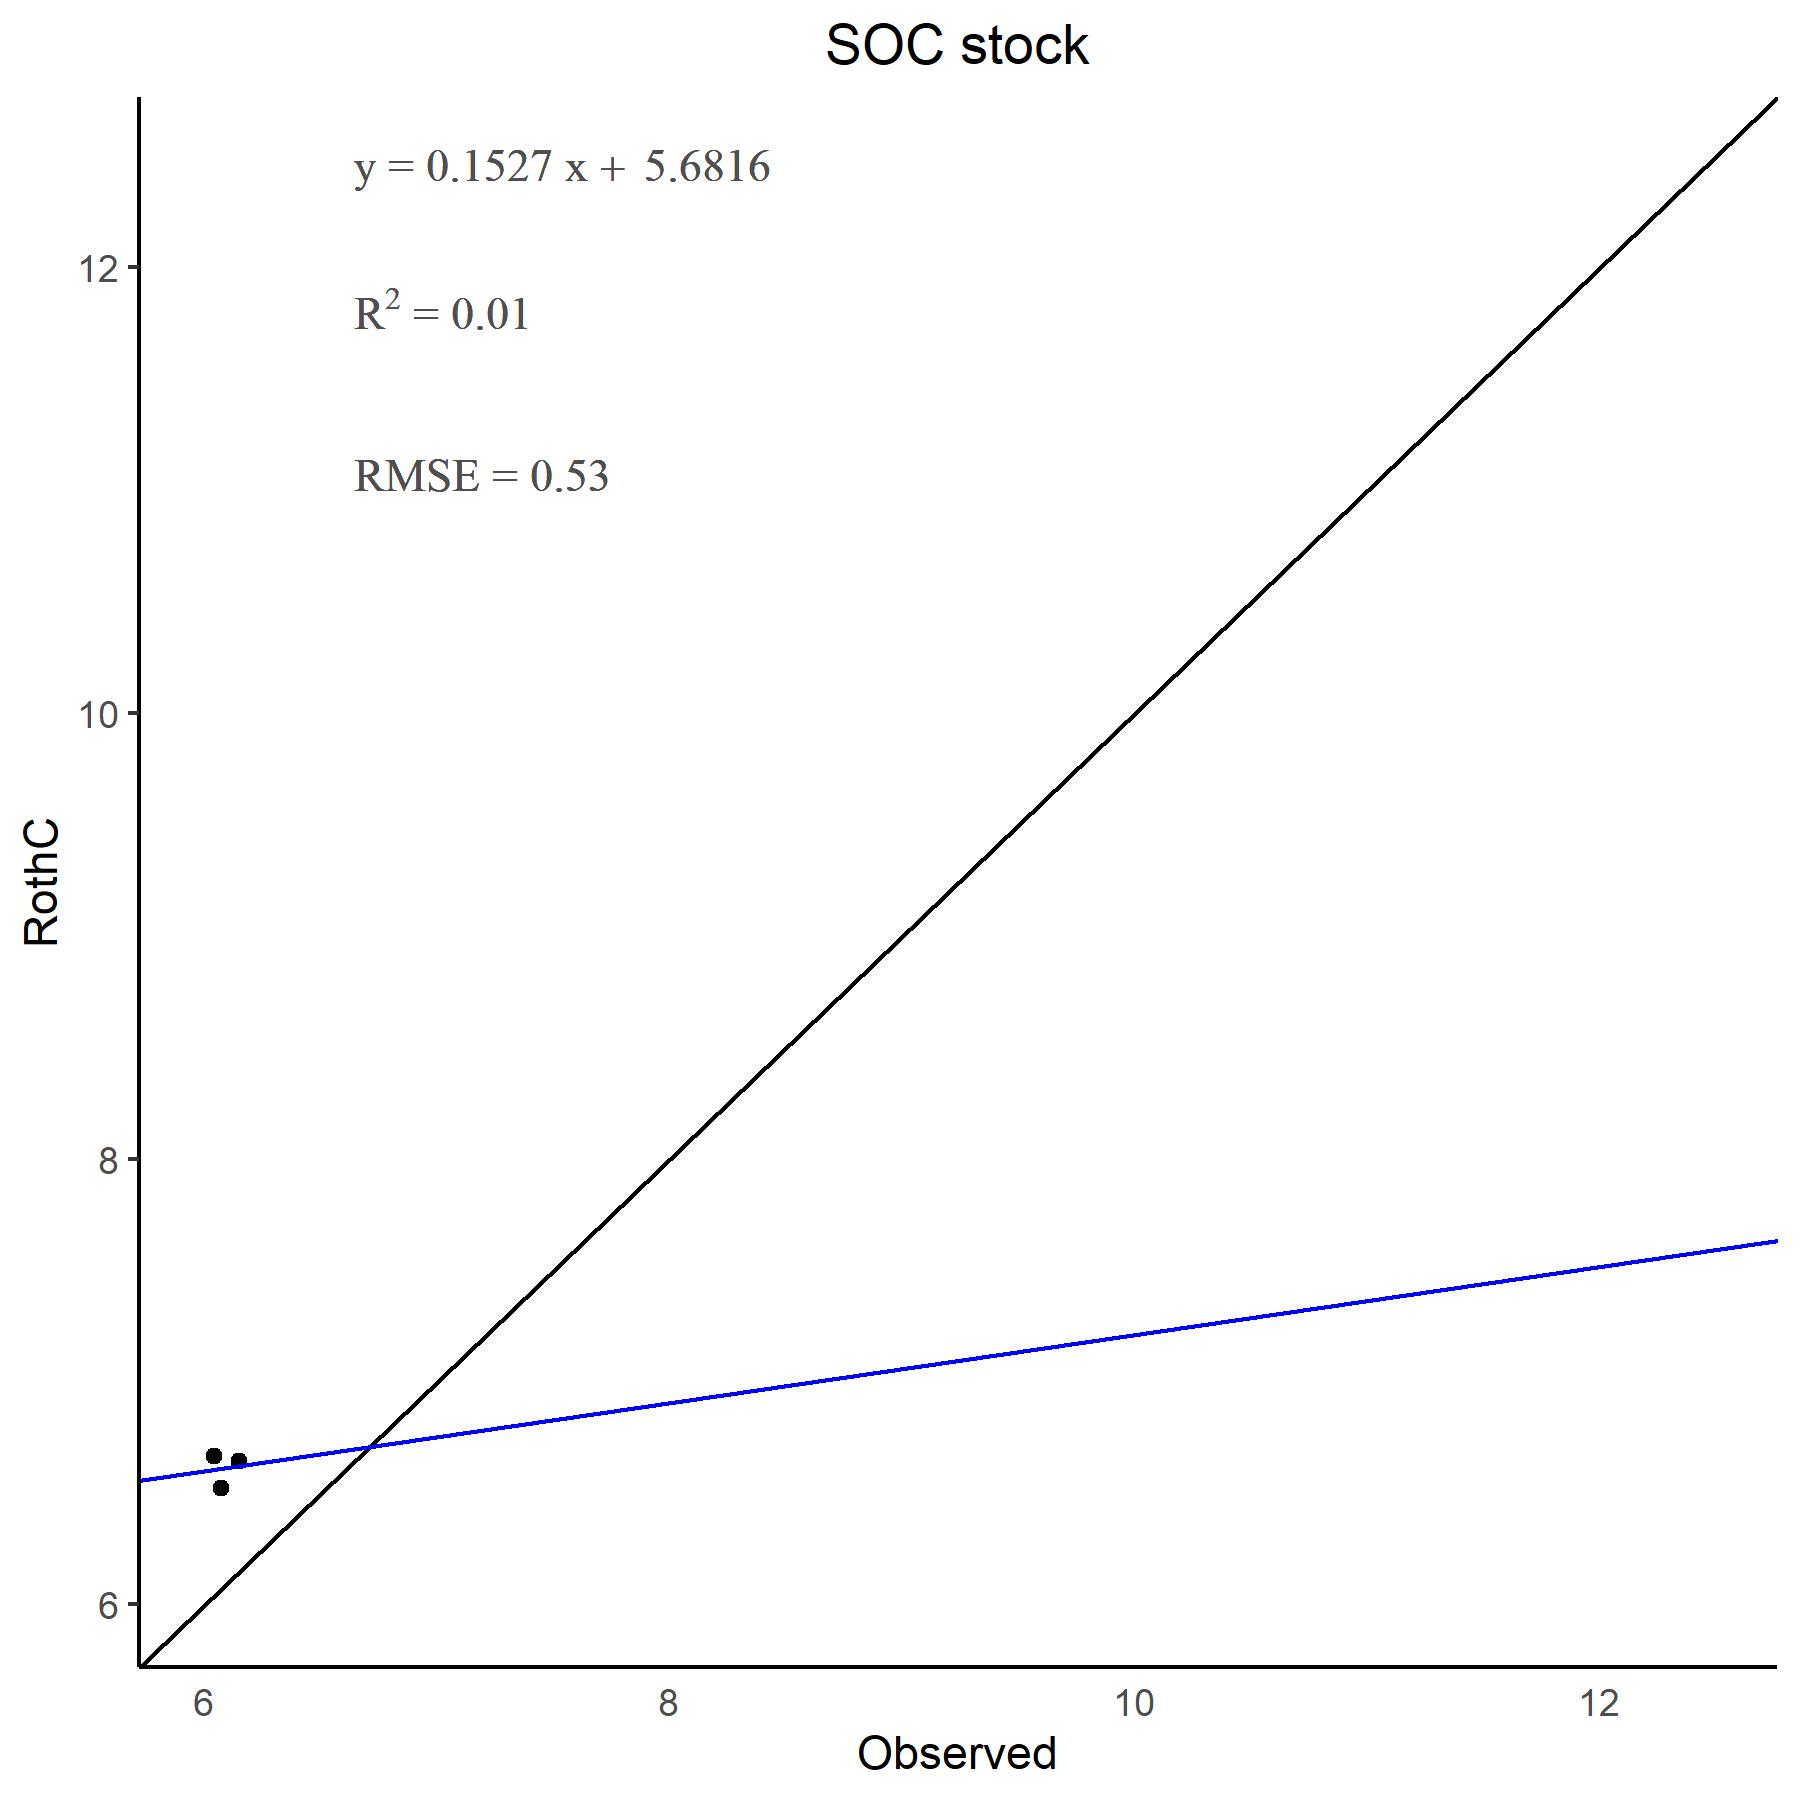 SOC stock
y = 0.1527 x + 5.6816
R² = 0.01
RMSE = 0.53
12
10
8
6
RothC
6 8 10 12
Observed